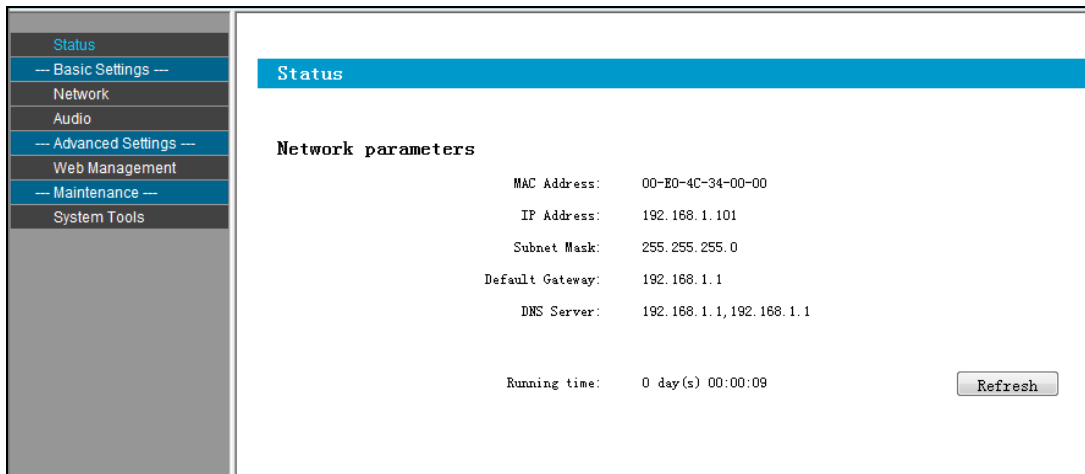 Status
--- Basic Settings ---
Network
Audio
--- Advanced Settings ---
Web Management
--- Maintenance ---
System Tools
Status
Network parameters
MAC Address: 00-E0-4C-34-00-00
IP Address: 192.168.1.101
Subnet Mask: 255.255.255.0
Default Gateway: 192.168.1.1
DNS Server: 192.168.1.1,192.168.1.1
Running time: 0 day(s) 00:00:09 Refresh